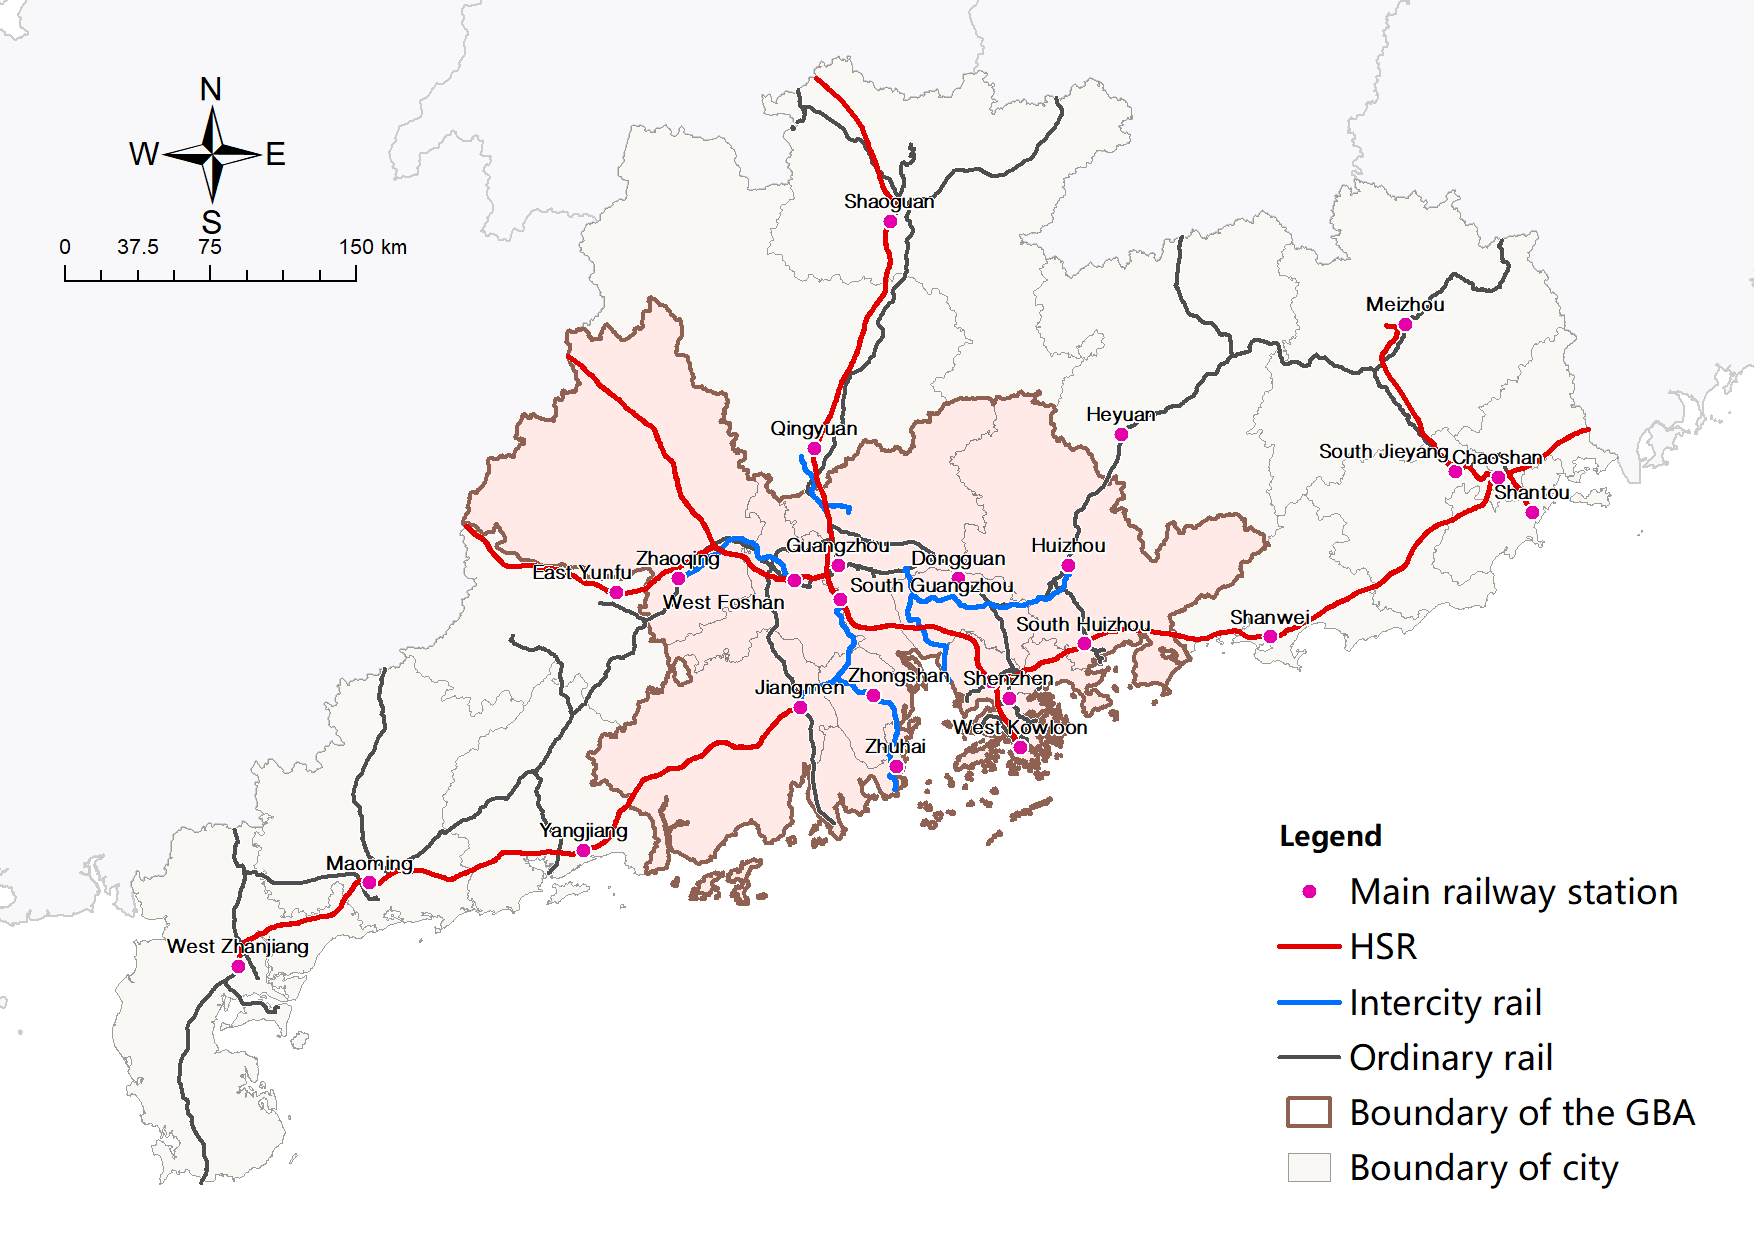 N
W E
S
0 37.5 75 150 km
Shaoguan
Meizhou
Heyuan
Qingyuan
South Jieyang Chaoshan
Shantou
Guangzhou
Huizhou
Zhaoqing
Dongguan
East Yunfu
South Guangzhou
West Foshan
Shanwei
South Huizhou
Zhongshan
Shenzhen
Jiangmen
West Kowloon
Zhuhai
Yangjiang
Maoming
West Zhanjiang
Legend
Main railway station
HSR
Intercity rail
Ordinary rail
Boundary of the GBA
Boundary of city